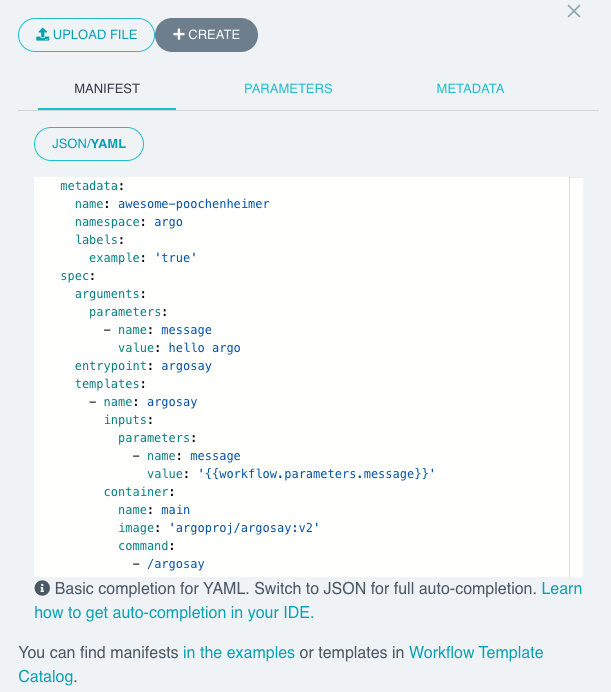 UPLOAD FILE
+ CREATE
MANIFEST
PARAMETERS
METADATA
JSON/YAML
metadata:
  name: awesome-poochenheimer
  namespace: argo
  labels:
    example: 'true'
spec:
  arguments:
    parameters:
      - name: message
        value: hello argo
  entrypoint: argosay
  templates:
    - name: argosay
      inputs:
        parameters:
          - name: message
            value: '{{workflow.parameters.message}}'
      container:
        name: main
        image: 'argoproj/argosay:v2'
        command:
          - /argosay
Basic completion for YAML. Switch to JSON for full auto-completion. Learn
how to get auto-completion in your IDE.
You can find manifests in the examples or templates in Workflow Template
Catalog.